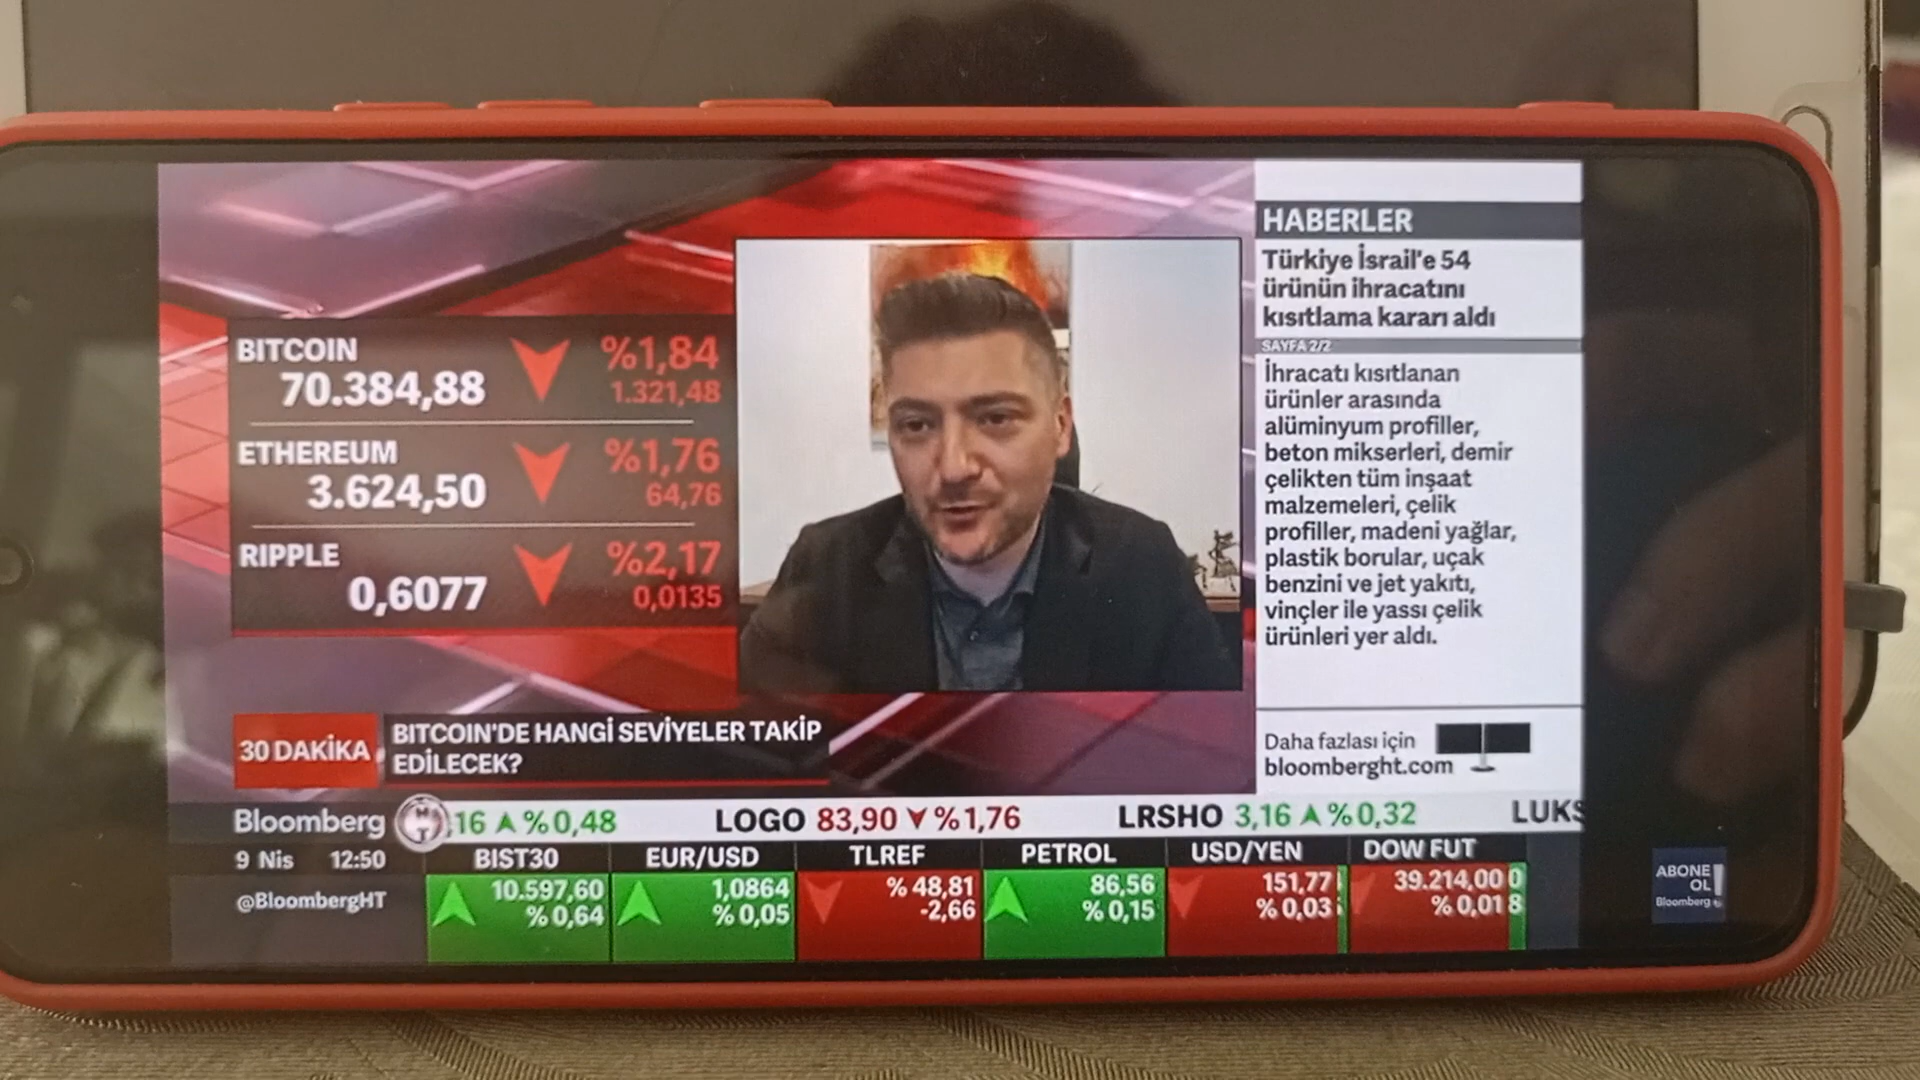 BITCOIN
70.384,88
%1,84
1.321,48
ETHEREUM
3.624,50
%1,76
64,76
RIPPLE
0,6077
%2,17
0,0135
HABERLER
Türkiye İsrail'e 54
ürünün ihracatını
kısıtlama kararı aldı
SAYFA 2/2
İhracatı kısıtlanan
ürünler arasında
alüminyum profiller,
beton mikserleri, demir
çelikten tüm inşaat
malzemeleri, çelik
profiller, madeni yağlar,
plastik borular, uçak
benzini ve jet yakıtı,
vinçler ile yassı çelik
ürünleri yer aldı.
Daha fazlası için
bloomberght.com
30 DAKİKA
BITCOIN'DE HANGİ SEVİYELER TAKİP
EDİLECEK?
Bloomberg HT 16 %0,48 LOGO 83,90 %1,76 LRSHO 3,16 %0,32 LUKS
9 Nis 12:50
@BloombergHT
BIST30
10.597,60
%0,64
EUR/USD
1,0864
%0,05
TLREF
%48,81
-2,66
PETROL
86,56
%0,15
USD/YEN
151,77
%0,03
DOW FUT
39.214,00
%0,01
ABONE
OL
Bloomberg